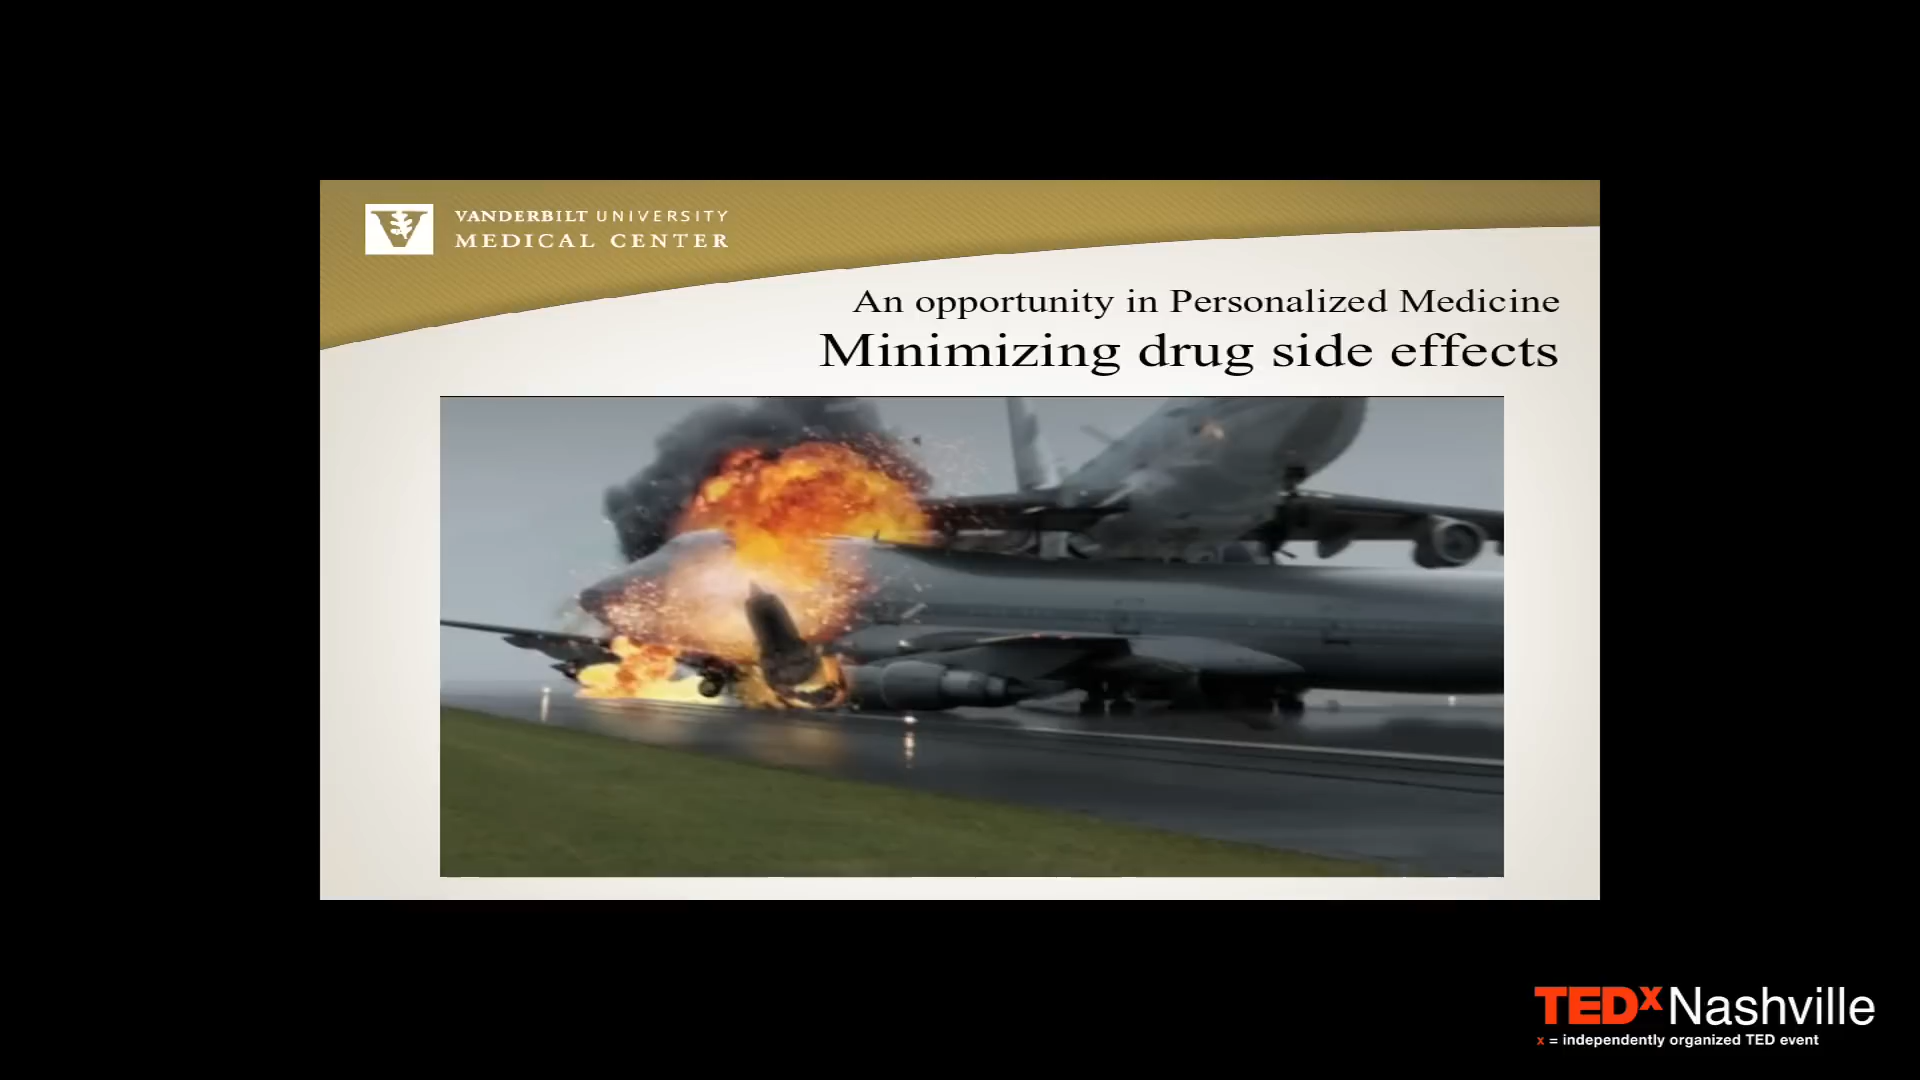 VANDERBILT UNIVERSITY
MEDICAL CENTER
An opportunity in Personalized Medicine
Minimizing drug side effects
TEDxNashville
x = independently organized TED event